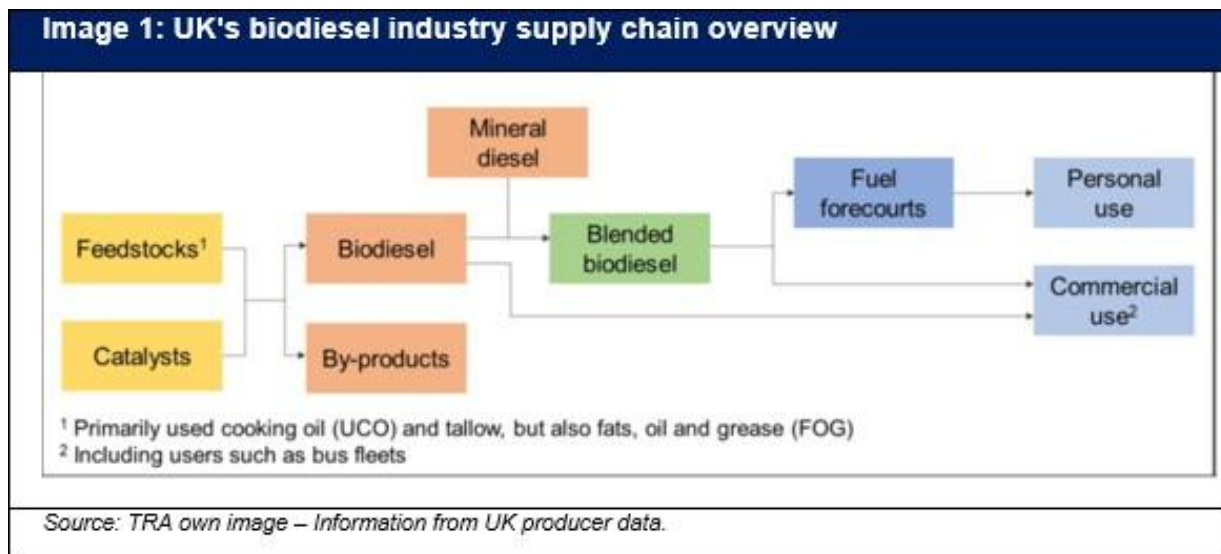 Image 1: UK's biodiesel industry supply chain overview
Mineral
diesel
Fuel
forecourts
Personal
use
Feedstocks¹
Biodiesel
Blended
biodiesel
Commercial
use²
Catalysts
By-products
¹ Primarily used cooking oil (UCO) and tallow, but also fats, oil and grease (FOG)
² Including users such as bus fleets
Source: TRA own image – Information from UK producer data.